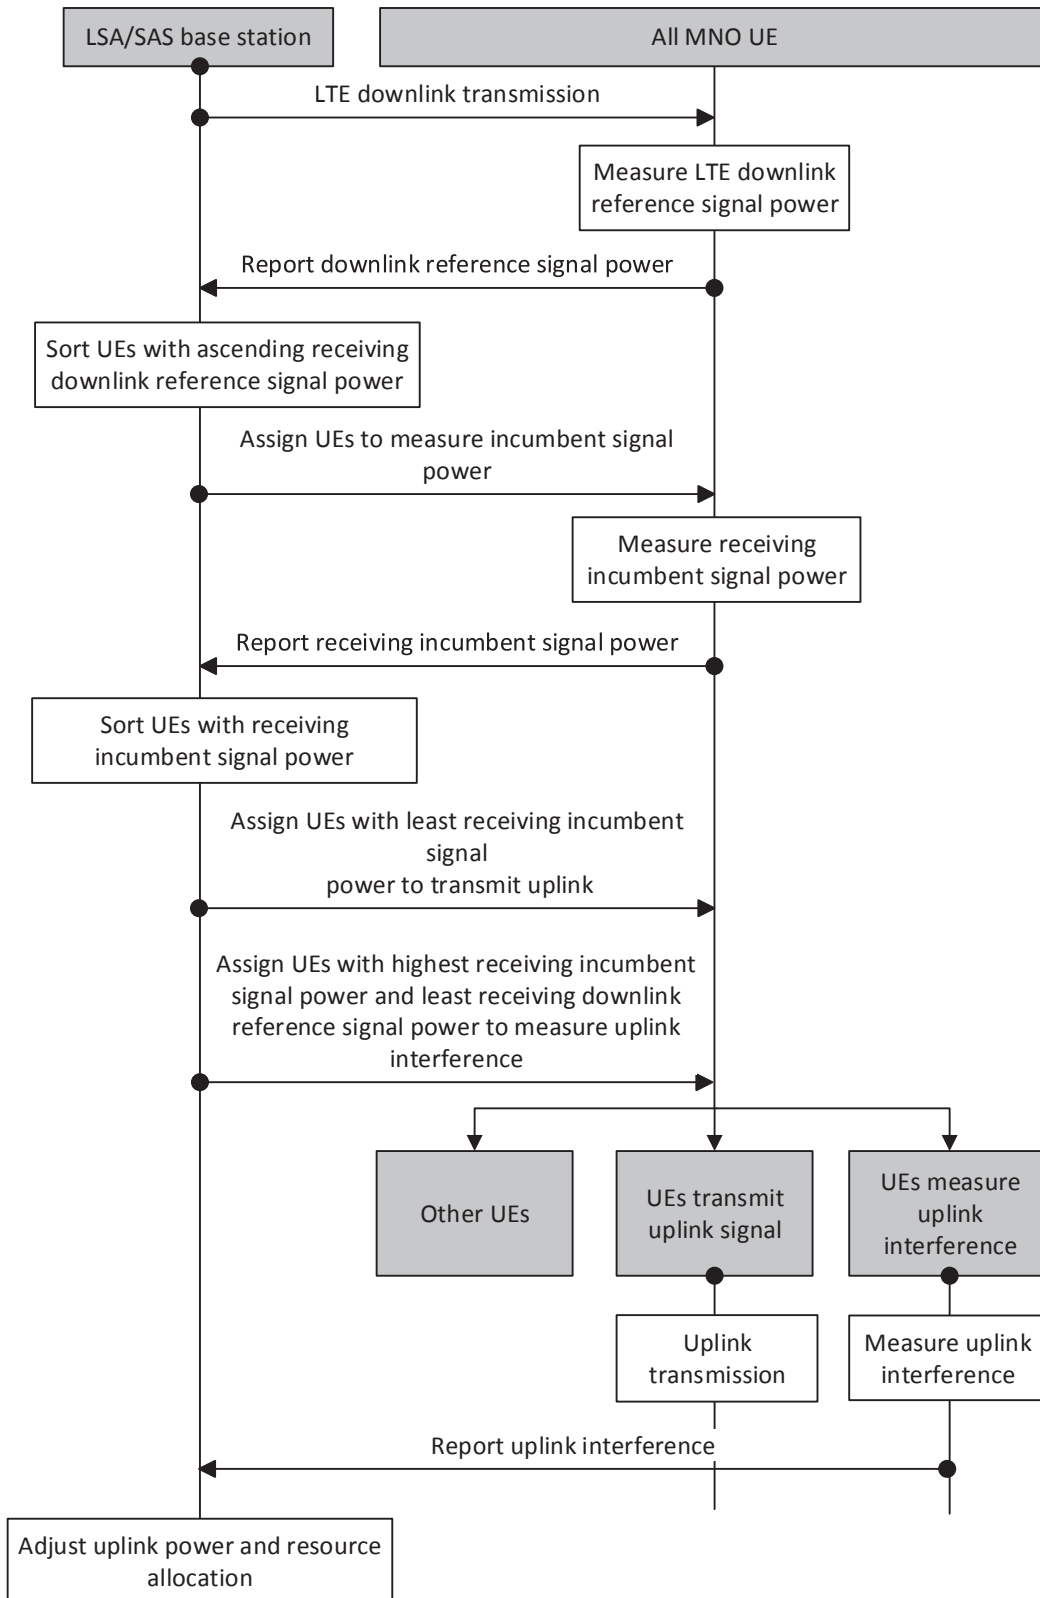 LSA/SAS base station
All MNO UE
LTE downlink transmission
Measure LTE downlink
reference signal power
Report downlink reference signal power
Sort UEs with ascending receiving
downlink reference signal power
Assign UEs to measure incumbent signal
power
Measure receiving
incumbent signal power
Report receiving incumbent signal power
Sort UEs with receiving
incumbent signal power
Assign UEs with least receiving incumbent
signal
power to transmit uplink
Assign UEs with highest receiving incumbent
signal power and least receiving downlink
reference signal power to measure uplink
interference
Other UEs
UEs transmit
uplink signal
UEs measure
uplink
interference
Uplink
transmission
Measure uplink
interference
Report uplink interference
Adjust uplink power and resource
allocation